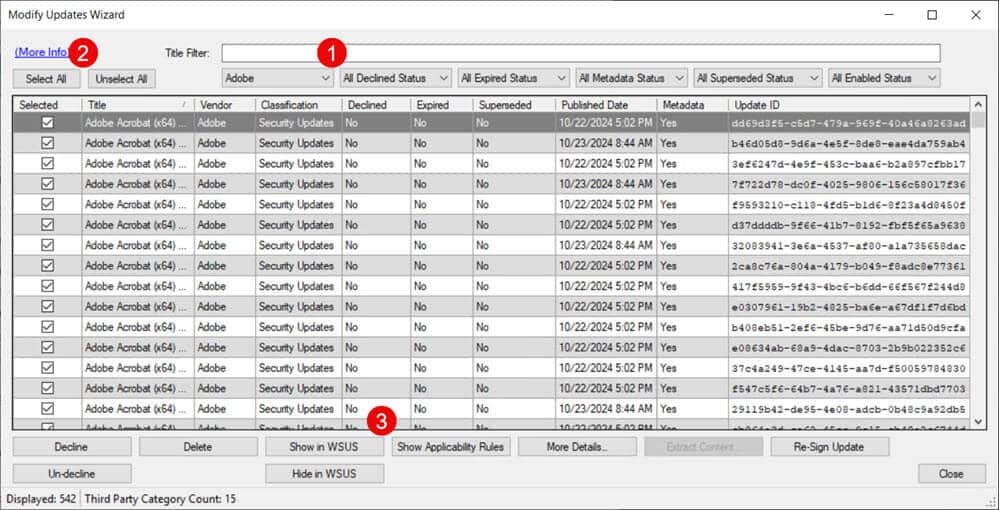 Modify Updates Wizard
(More Info) 2 Title Filter: 1
Select All Unselect All Adobe All Declined Status All Expired Status All Metadata Status All Superseded Status All Enabled Status
Selected Title / Vendor Classification Declined Expired Superseded Published Date Metadata Update ID
Adobe Acrobat (x64) ... Adobe Security Updates No No No 10/22/2024 5:02 PM Yes dd69d3f5-c5d7-479a-969f-40a46a8263ad
Adobe Acrobat (x64) ... Adobe Security Updates No No No 10/23/2024 8:44 AM Yes b46d05d8-9d6a-4e5f-8de8-eae4da759ab4
Adobe Acrobat (x64) ... Adobe Security Updates No No No 10/22/2024 5:02 PM Yes 3ef6247d-4e9f-453c-baa6-b2a897cfbb17
Adobe Acrobat (x64) ... Adobe Security Updates No No No 10/23/2024 8:44 AM Yes 7f722d78-dc0f-4025-9806-156c58017f36
Adobe Acrobat (x64) ... Adobe Security Updates No No No 10/22/2024 5:02 PM Yes f9593210-c118-4fd5-b1d6-8f23a4d8450f
Adobe Acrobat (x64) ... Adobe Security Updates No No No 10/22/2024 5:02 PM Yes d37ddddb-9f66-41b7-8192-fbf5f65a9638
Adobe Acrobat (x64) ... Adobe Security Updates No No No 10/23/2024 8:44 AM Yes 32083941-3e6a-4537-af80-a1a735658dac
Adobe Acrobat (x64) ... Adobe Security Updates No No No 10/22/2024 5:02 PM Yes 2ca8c76a-804a-4179-b049-f8adc8e77361
Adobe Acrobat (x64) ... Adobe Security Updates No No No 10/22/2024 5:02 PM Yes 417f5959-9f43-4bc6-b6dd-66f567f244d8
Adobe Acrobat (x64) ... Adobe Security Updates No No No 10/22/2024 5:02 PM Yes e0307961-19b2-4825-ba6e-a67df1f7d6bd
Adobe Acrobat (x64) ... Adobe Security Updates No No No 10/22/2024 5:02 PM Yes b408eb51-2ef6-45be-9d76-aa71d50d9cfa
Adobe Acrobat (x64) ... Adobe Security Updates No No No 10/22/2024 5:02 PM Yes e08634ab-68a9-4dac-8703-2b9b022352c6
Adobe Acrobat (x64) ... Adobe Security Updates No No No 10/22/2024 5:02 PM Yes 37c4a249-47ce-4145-aa7d-f50059784830
Adobe Acrobat (x64) ... Adobe Security Updates No No No 10/22/2024 5:02 PM Yes f547c5f6-64b7-4a76-a821-43571dbd7703
Adobe Acrobat (x64) ... Adobe Security Updates No No No 10/23/2024 8:44 AM Yes 29119b42-de95-4e08-adcb-0b48c9a92db5
Adobe Acrobat (x64) ... Adobe Security Updates No No No 10/22/2024 5:02 PM Yes
3
Decline Delete Show in WSUS Show Applicability Rules More Details... Extract Content... Re-Sign Update
Un-decline Hide in WSUS Close
Displayed: 542 Third Party Category Count: 15